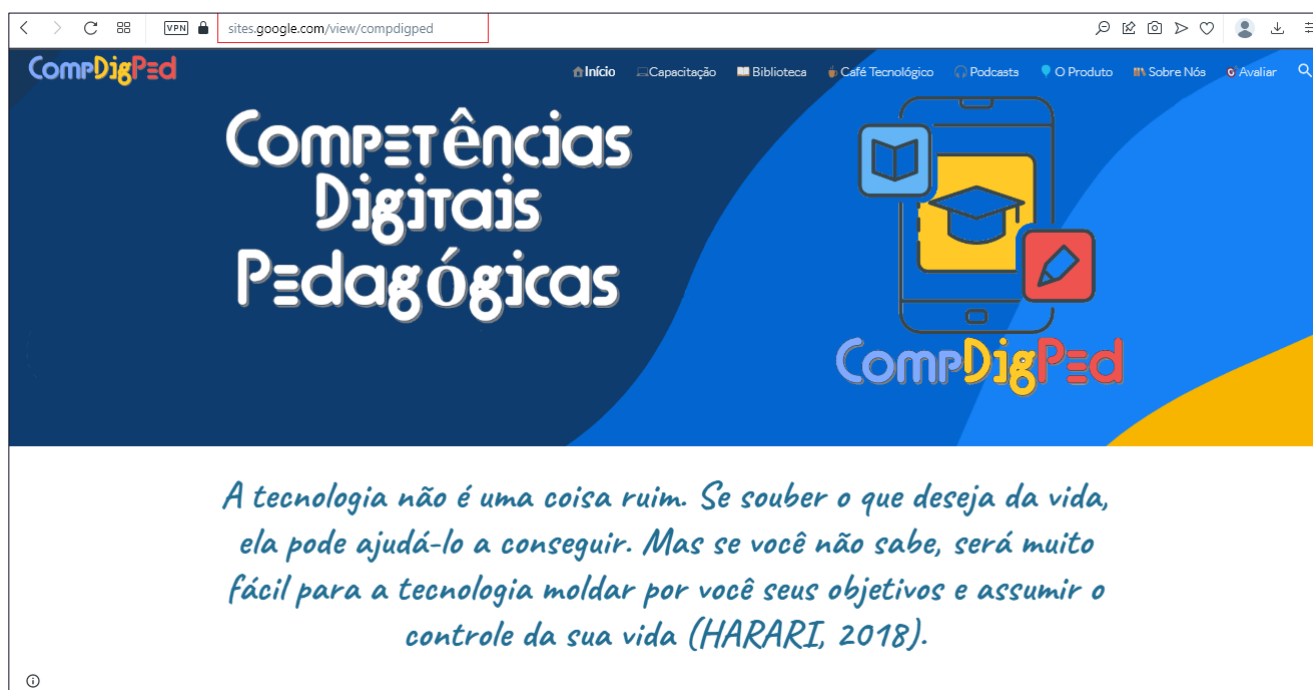 VPN sites.google.com/view/compdigped
CompDigPed Início Capacitação Biblioteca Café Tecnológico Podcasts O Produto Sobre Nós Avaliar
Competências
Digitais
Pedagógicas
CompDigPed
A tecnologia não é uma coisa ruim. Se souber o que deseja da vida,
ela pode ajudá-lo a conseguir. Mas se você não sabe, será muito
fácil para a tecnologia moldar por você seus objetivos e assumir o
controle da sua vida (HARARI, 2018).